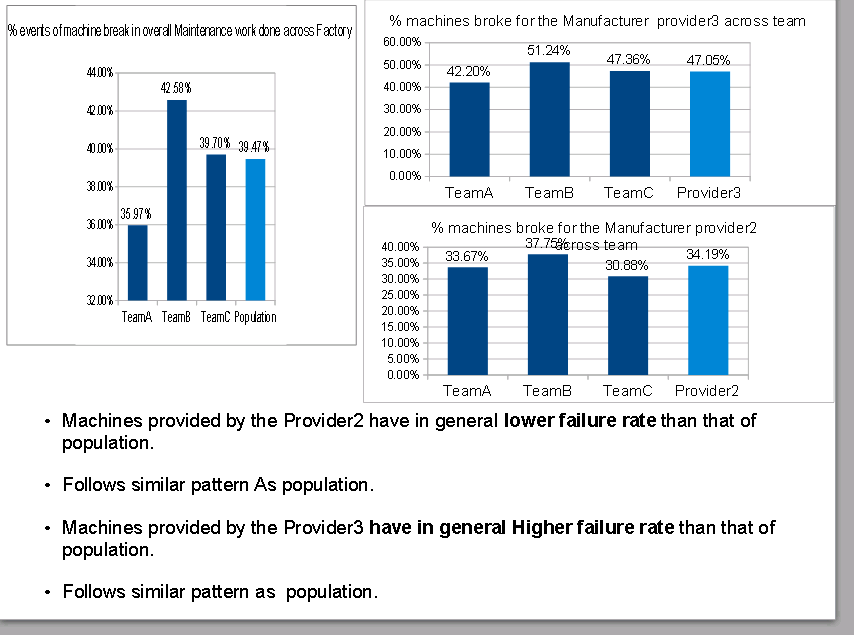 % events of machine break in overall Maintenance work done across Factory
44.00%
42.00%
40.00%
38.00%
36.00%
34.00%
32.00%
42.58%
39.70% 39.47%
35.97%
TeamA TeamB TeamC Population
% machines broke for the Manufacturer provider3 across team
60.00%
50.00%
40.00%
30.00%
20.00%
10.00%
0.00%
42.20%
51.24%
47.36%
47.05%
TeamA TeamB TeamC Provider3
% machines broke for the Manufacturer provider2
across team
40.00%
35.00%
30.00%
25.00%
20.00%
15.00%
10.00%
5.00%
0.00%
33.67%
37.75%
30.88%
34.19%
TeamA TeamB TeamC Provider2
• Machines provided by the Provider2 have in general lower failure rate than that of
population.
• Follows similar pattern As population.
• Machines provided by the Provider3 have in general Higher failure rate than that of
population.
• Follows similar pattern as population.